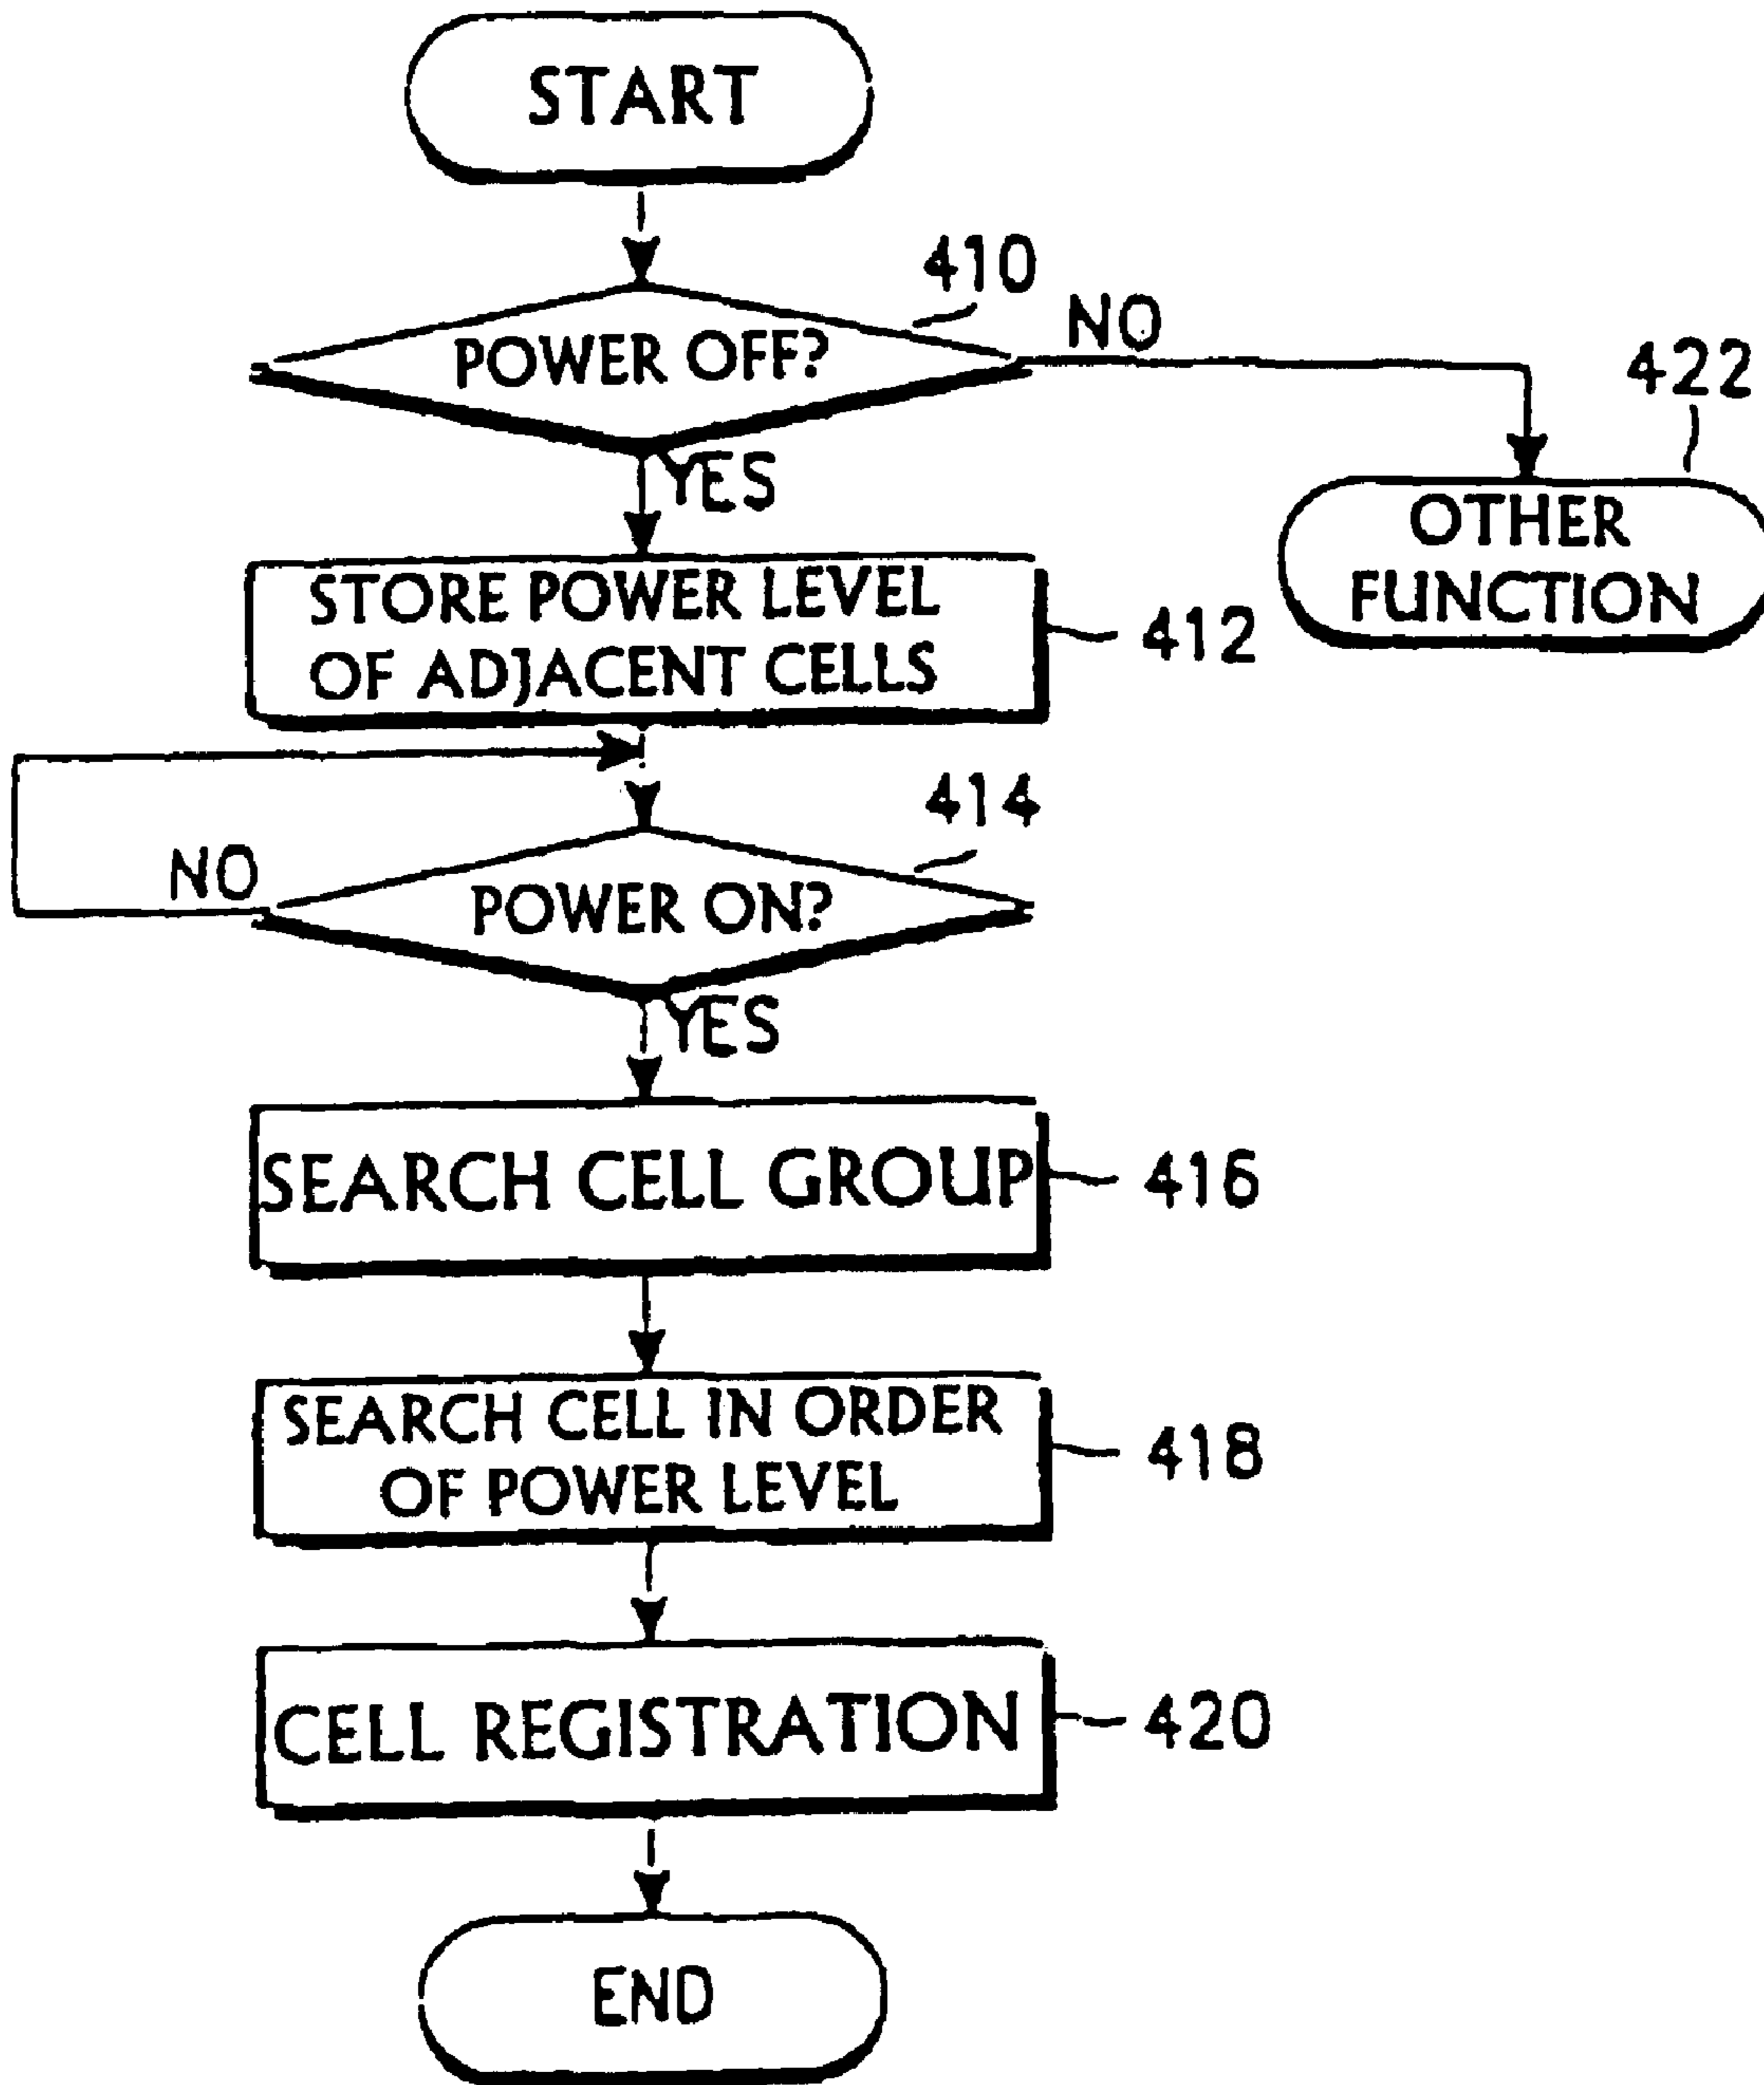 START
410
POWER OFF?
NO
422
YES
OTHER
FUNCTION
STORE POWER LEVEL
OF ADJACENT CELLS
412
414
NO
POWER ON?
YES
SEARCH CELL GROUP
416
SEARCH CELL IN ORDER
OF POWER LEVEL
418
CELL REGISTRATION
420
END